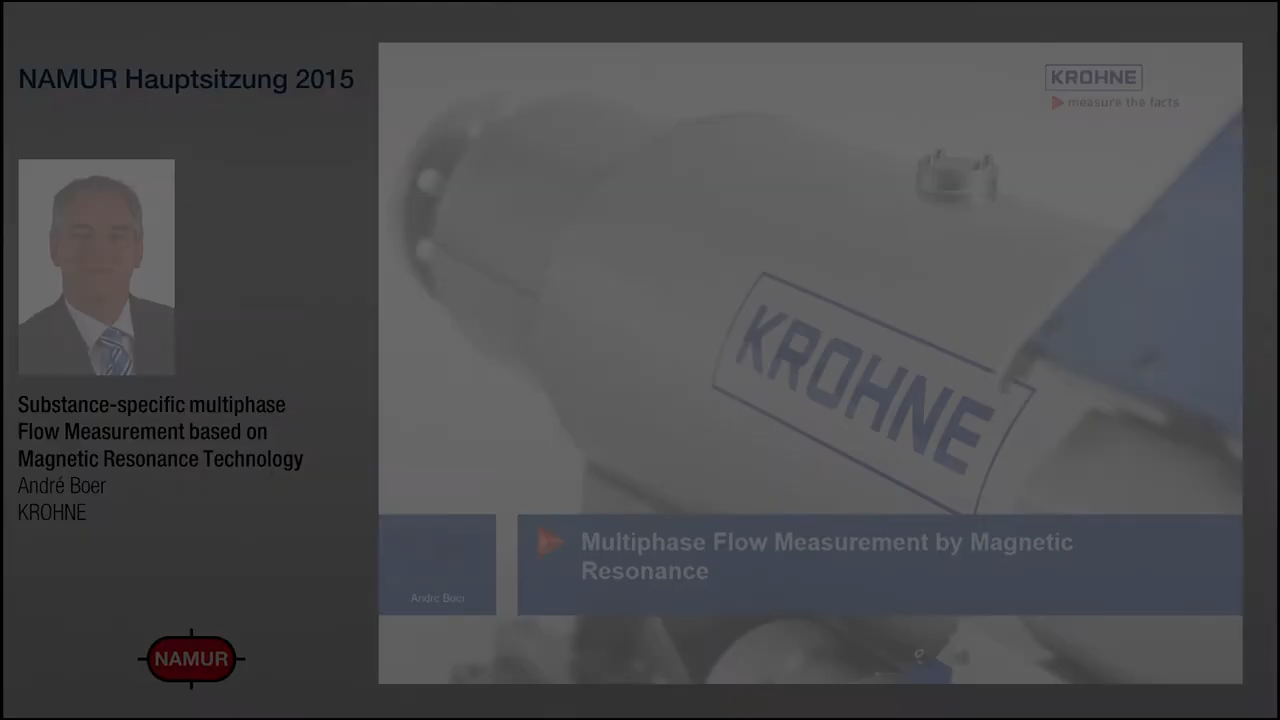 NAMUR Hauptsitzung 2015
Substance-specific multiphase
Flow Measurement based on
Magnetic Resonance Technology
André Boer
KROHNE
NAMUR
KROHNE
measure the facts
KROHNE
Multiphase Flow Measurement by Magnetic
Resonance
André Boer